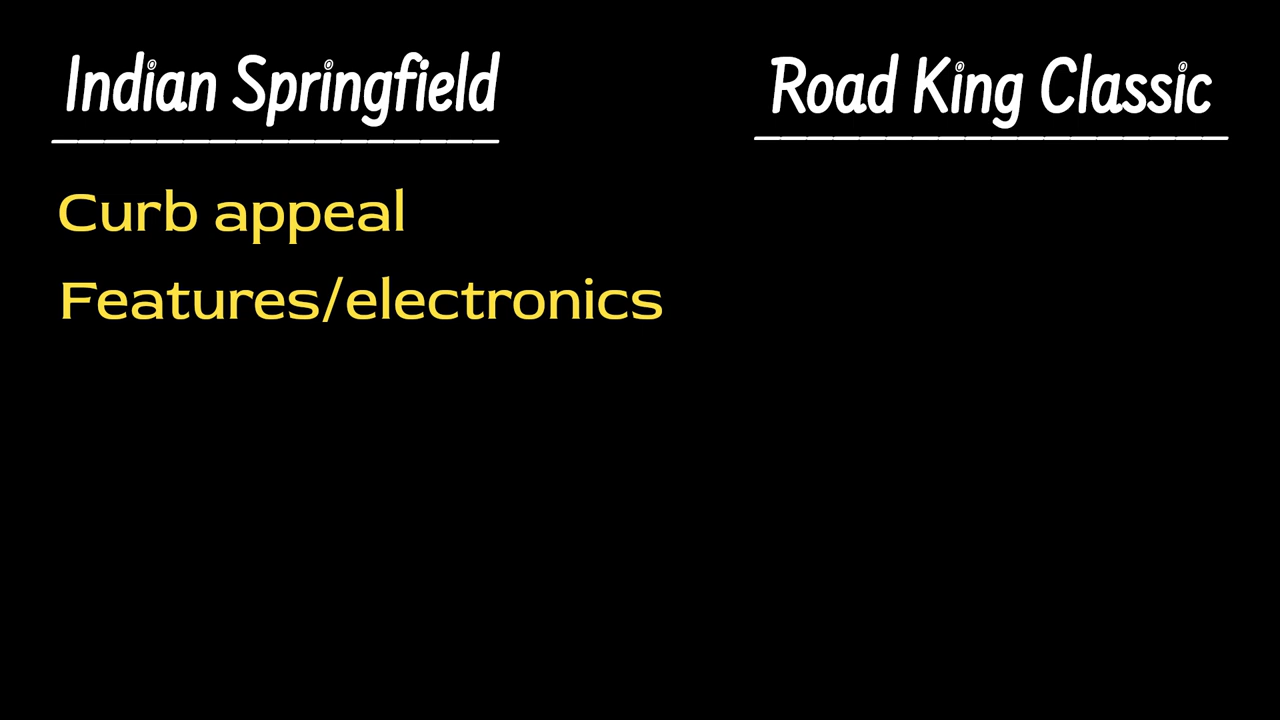 Indian Springfield
Road King Classic
Curb appeal
Features/electronics